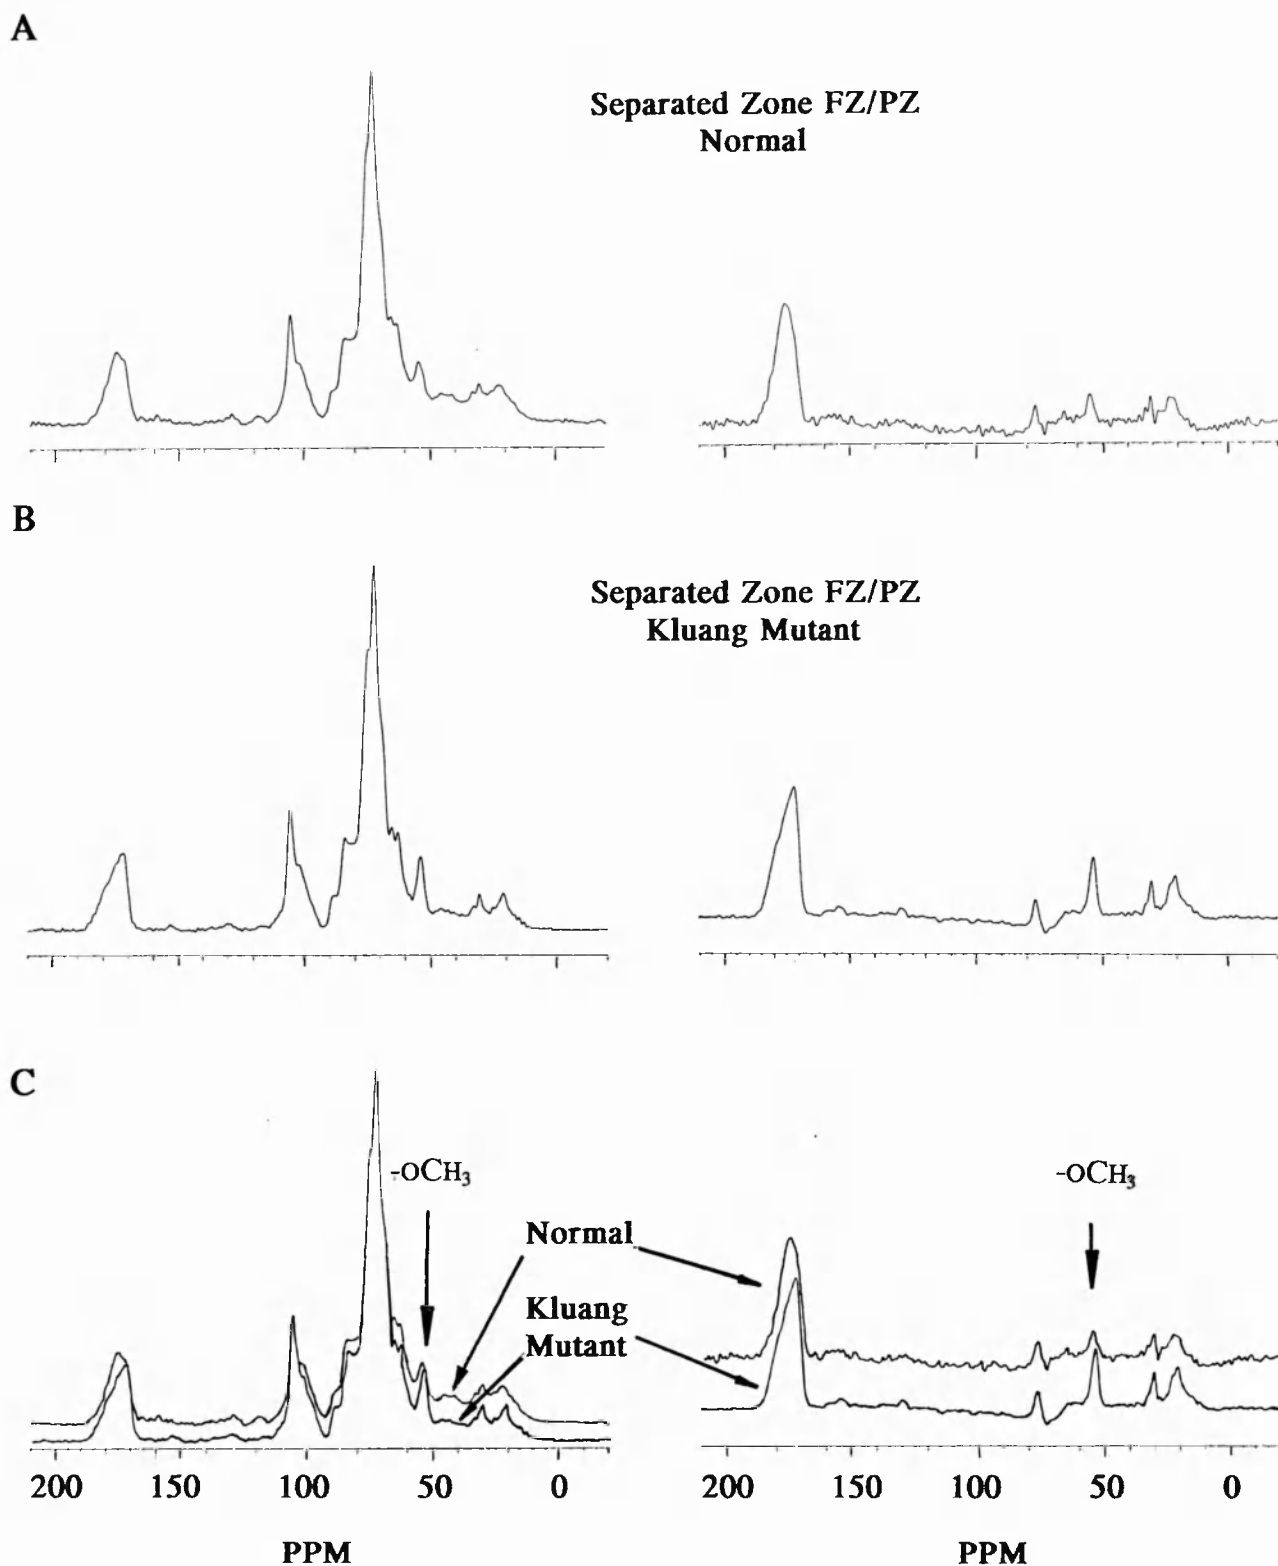 A
Separated Zone FZ/PZ
Normal
B
Separated Zone FZ/PZ
Kluang Mutant
C
-OCH₃
-OCH₃
Normal
Kluang
Mutant
200 150 100 50 0
200 150 100 50 0
PPM
PPM